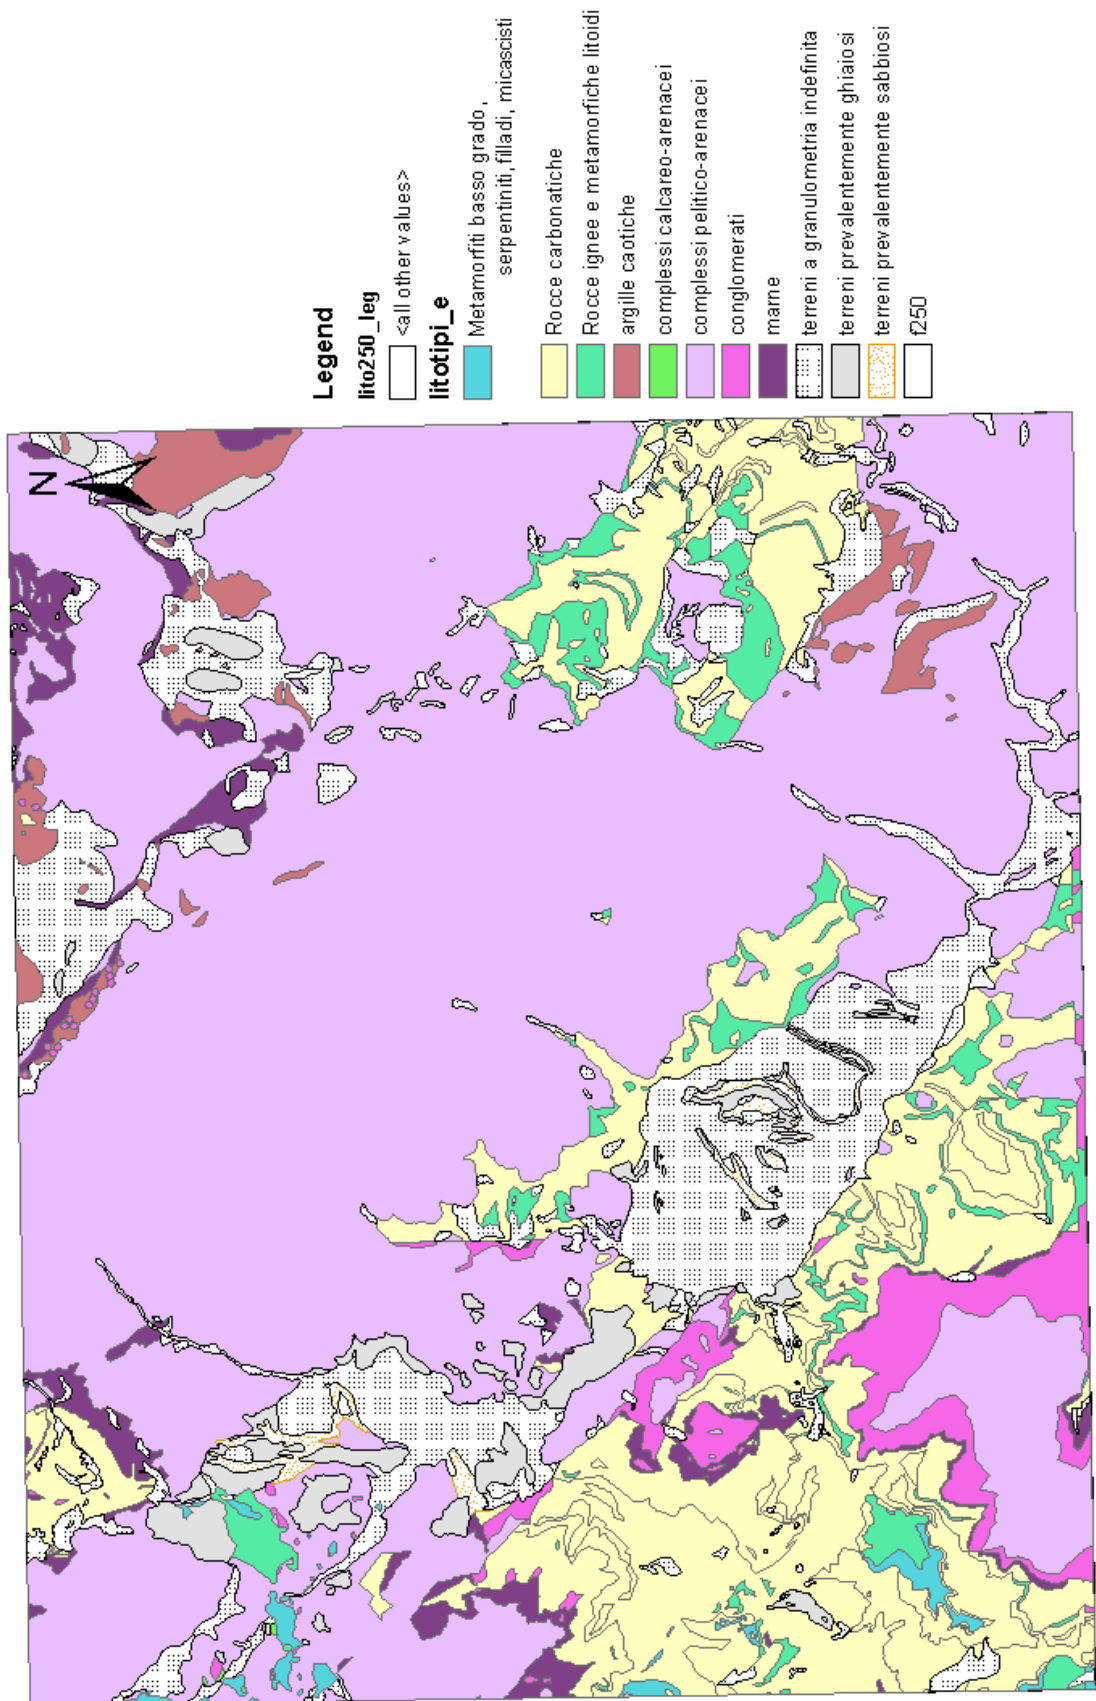 N
Legend
lito250_leg
<all other values>
litotipi_e
Metamorfiti basso grado,
serpentiniti, filladi, micascisti
Rocce carbonatiche
Rocce ignee e metamorfiche litoidi
argille caotiche
complessi calcareo-arenacei
complessi pelitico-arenacei
conglomerati
marne
terreni a granulometria indefinita
terreni prevalentemente ghiaiosi
terreni prevalentemente sabbiosi
f250